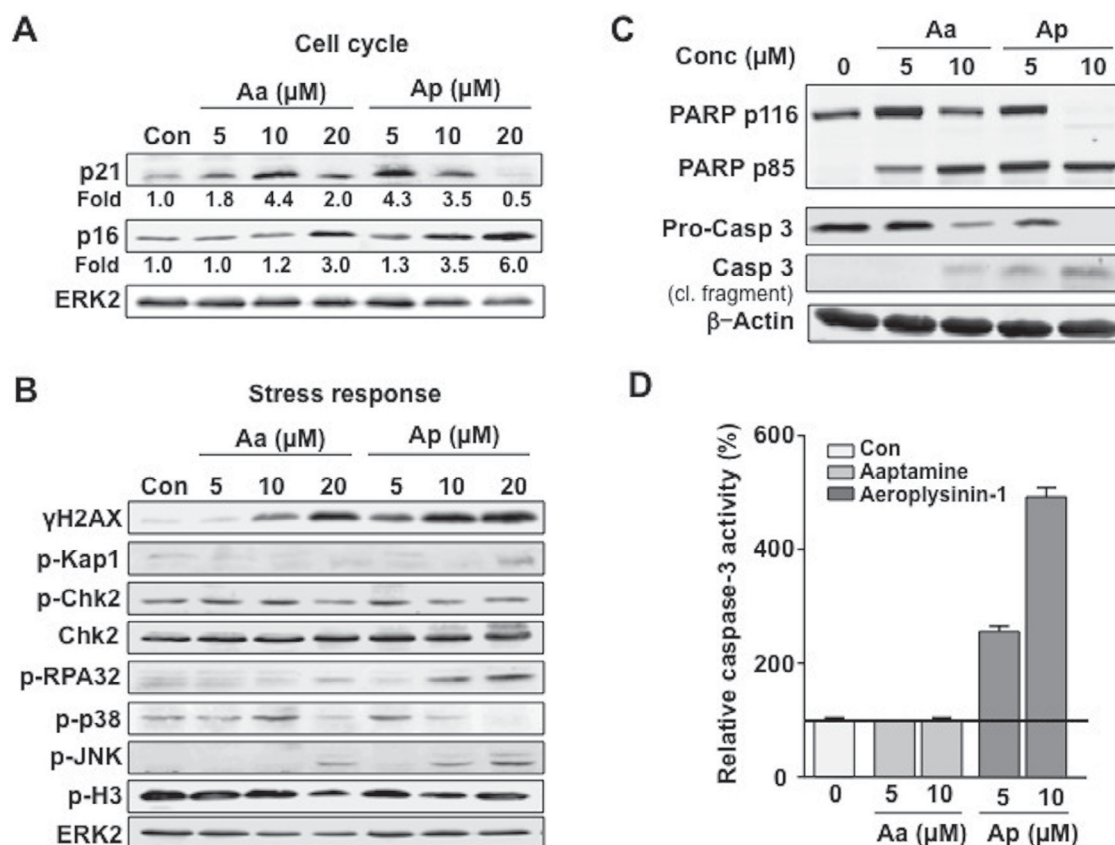 A
Cell cycle
Aa (µM) Ap (µM)
Con 5 10 20 5 10 20
p21
Fold 1.0 1.8 4.4 2.0 4.3 3.5 0.5
p16
Fold 1.0 1.0 1.2 3.0 1.3 3.5 6.0
ERK2
B
Stress response
Aa (µM) Ap (µM)
Con 5 10 20 5 10 20
γH2AX
p-Kap1
p-Chk2
Chk2
p-RPA32
p-p38
p-JNK
p-H3
ERK2
C
Aa Ap
Conc (µM) 0 5 10 5 10
PARP p116
PARP p85
Pro-Casp 3
Casp 3
(cl. fragment)
β–Actin
D
Relative caspase-3 activity (%)
600
400
200
0
Con
Aaptamine
Aeroplysinin-1
0 5 10 5 10
Aa (µM) Ap (µM)